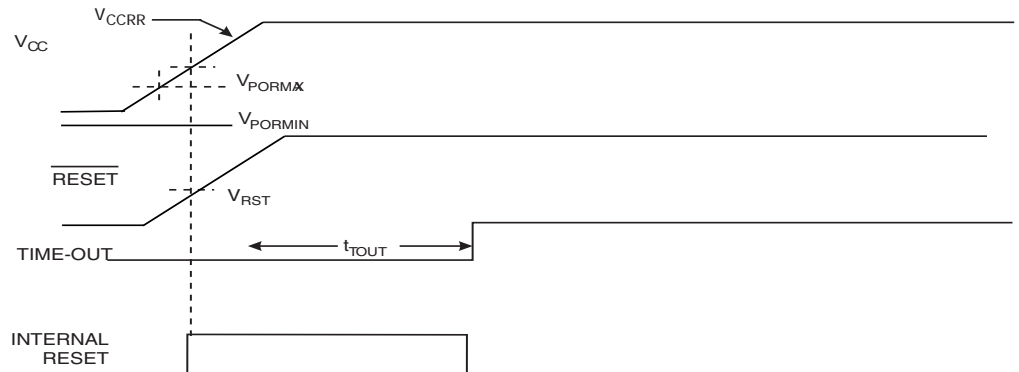 VCCRR
VCC
VPORMAX
VPORMIN
RESET
VRST
TIME-OUT
tTOUT
INTERNAL
RESET